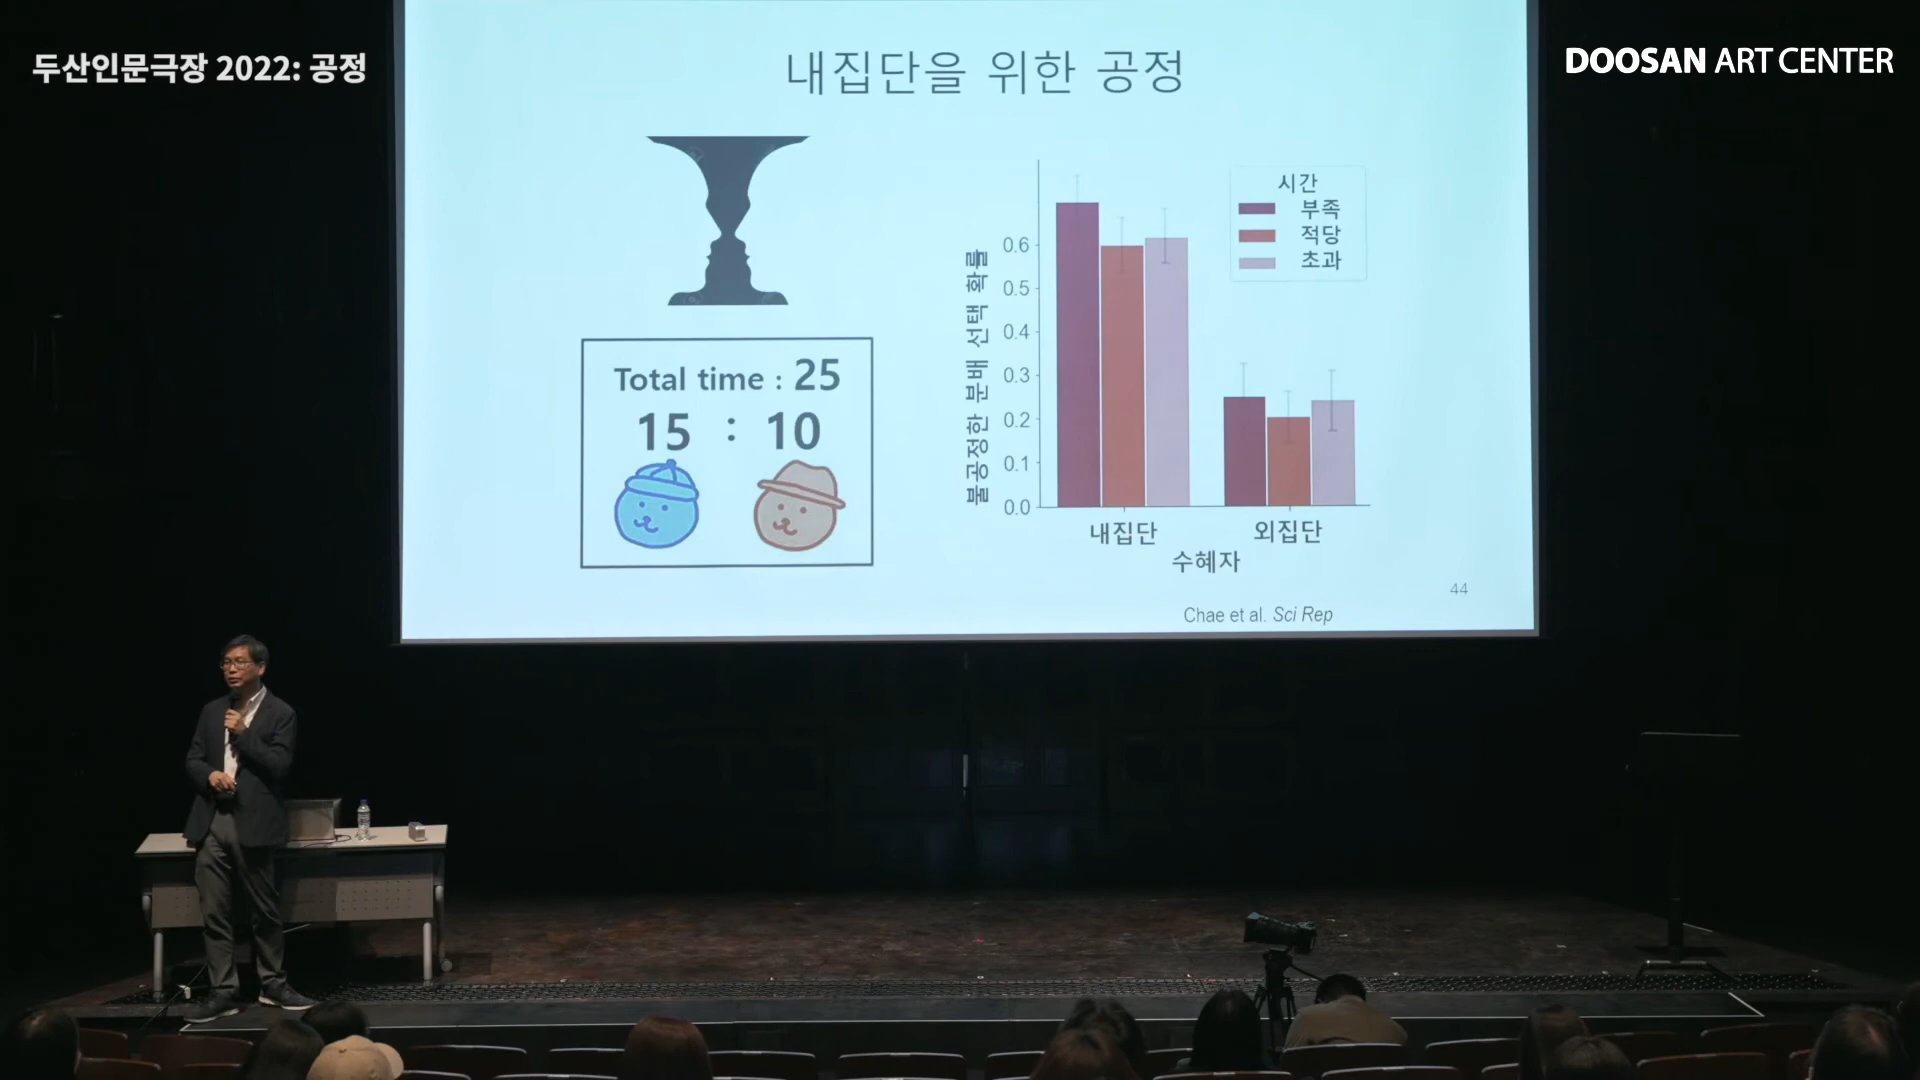 두산인문극장 2022: 공정
DOOSAN ART CENTER
내집단을 위한 공정
Total time : 25
15 : 10
불공정한 분배 선택 확률
0.6
0.5
0.4
0.3
0.2
0.1
0.0
시간
부족
적당
초과
내집단
외집단
수혜자
44
Chae et al. Sci Rep